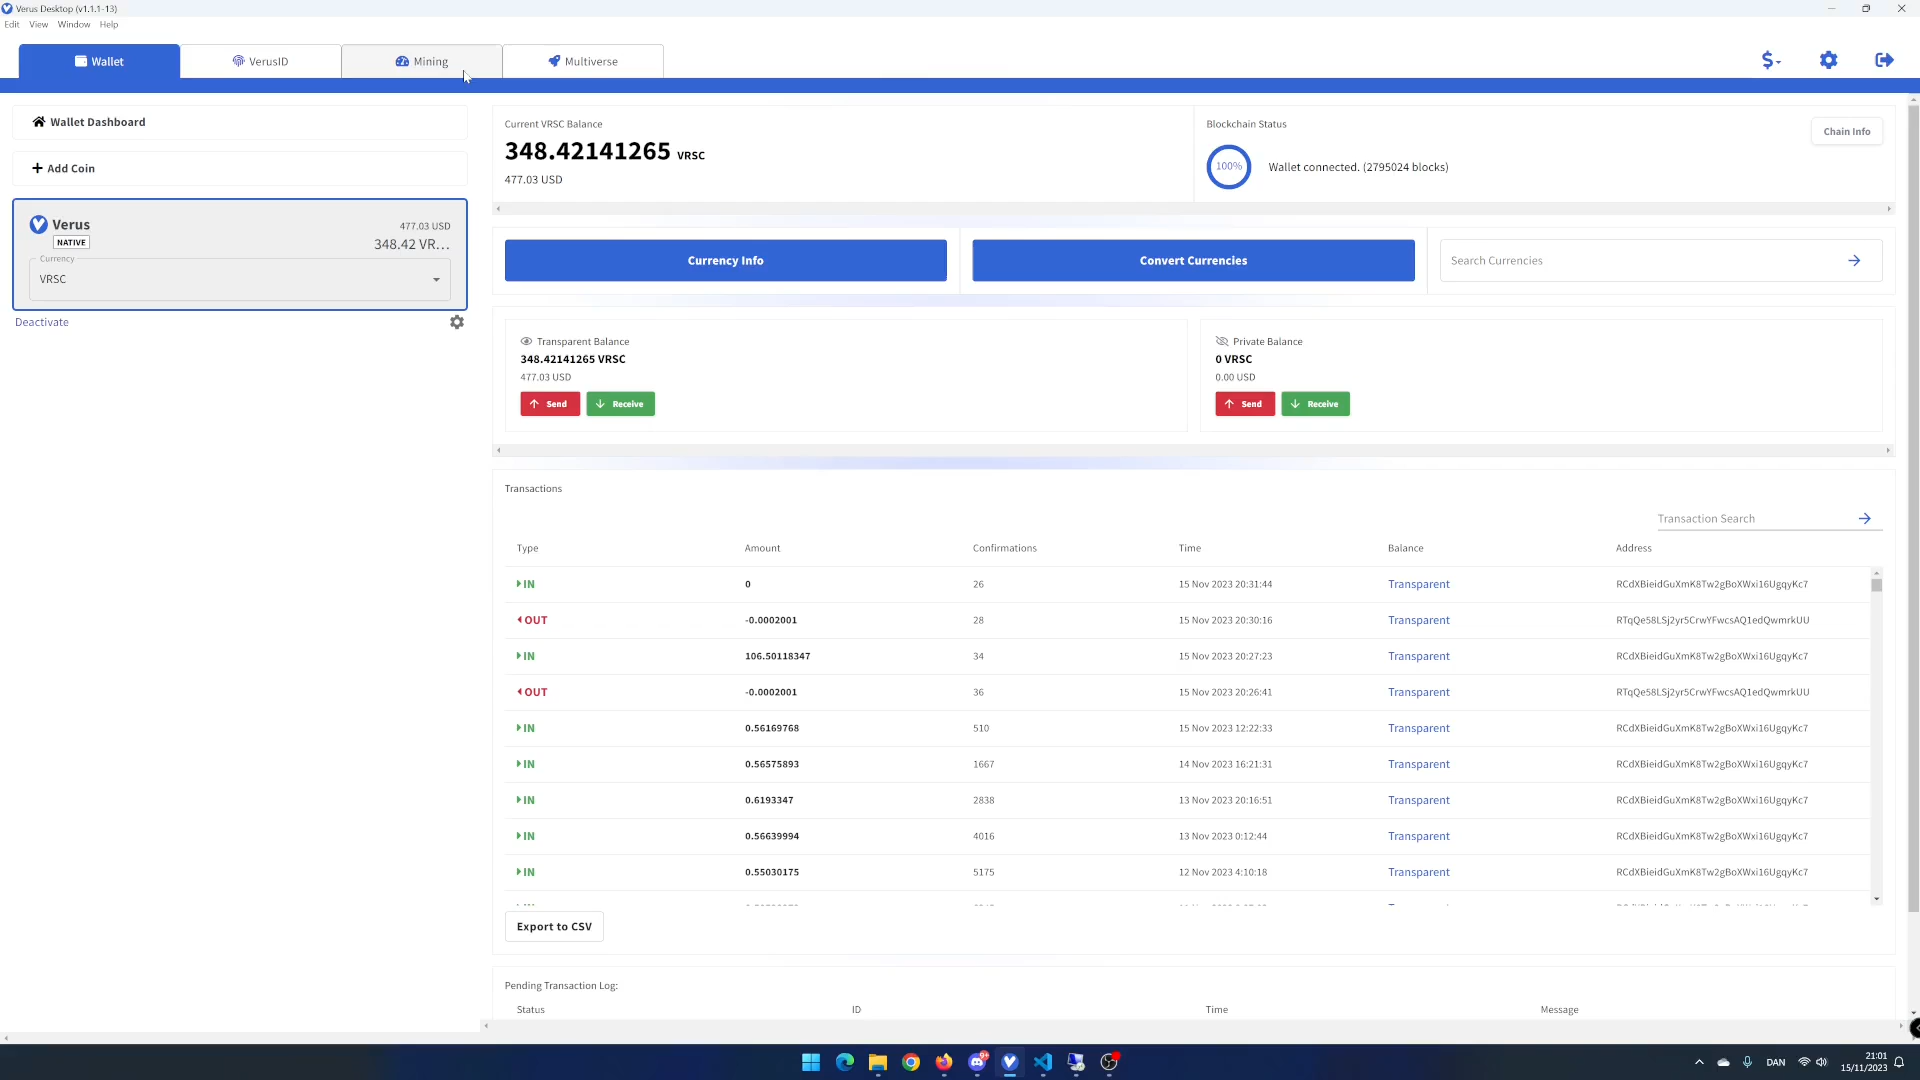 Verus Desktop (v1.1.1-13)
Edit View Window Help
Wallet VerusID Mining Multiverse $
Wallet Dashboard
Add Coin
Verus
NATIVE
477.03 USD
348.42 VR...
Currency
VRSC
Deactivate
Current VRSC Balance
348.42141265 VRSC
477.03 USD
Blockchain Status
Chain Info
100%
Wallet connected. (2795024 blocks)
Currency Info
Convert Currencies
Search Currencies
Transparent Balance
348.42141265 VRSC
477.03 USD
Send Receive
Private Balance
0 VRSC
0.00 USD
Send Receive
Transactions
Transaction Search
Type Amount Confirmations Time Balance Address
IN 0 26 15 Nov 2023 20:31:44 Transparent RCdXBieidGuXmK8Tw2gBoXWxi16UgqyKc7
OUT -0.0002001 28 15 Nov 2023 20:30:16 Transparent RTqQe58LSj2yr5CrwYFwcsAQ1edQwmrkUU
IN 106.50118347 34 15 Nov 2023 20:27:23 Transparent RCdXBieidGuXmK8Tw2gBoXWxi16UgqyKc7
OUT -0.0002001 36 15 Nov 2023 20:26:41 Transparent RTqQe58LSj2yr5CrwYFwcsAQ1edQwmrkUU
IN 0.56169768 510 15 Nov 2023 12:22:33 Transparent RCdXBieidGuXmK8Tw2gBoXWxi16UgqyKc7
IN 0.56575893 1667 14 Nov 2023 16:21:31 Transparent RCdXBieidGuXmK8Tw2gBoXWxi16UgqyKc7
IN 0.6193347 2838 13 Nov 2023 20:16:51 Transparent RCdXBieidGuXmK8Tw2gBoXWxi16UgqyKc7
IN 0.56639994 4016 13 Nov 2023 0:12:44 Transparent RCdXBieidGuXmK8Tw2gBoXWxi16UgqyKc7
IN 0.55030175 5175 12 Nov 2023 4:10:18 Transparent RCdXBieidGuXmK8Tw2gBoXWxi16UgqyKc7
Export to CSV
Pending Transaction Log:
Status ID Time Message
DAN
21:01
15/11/2023